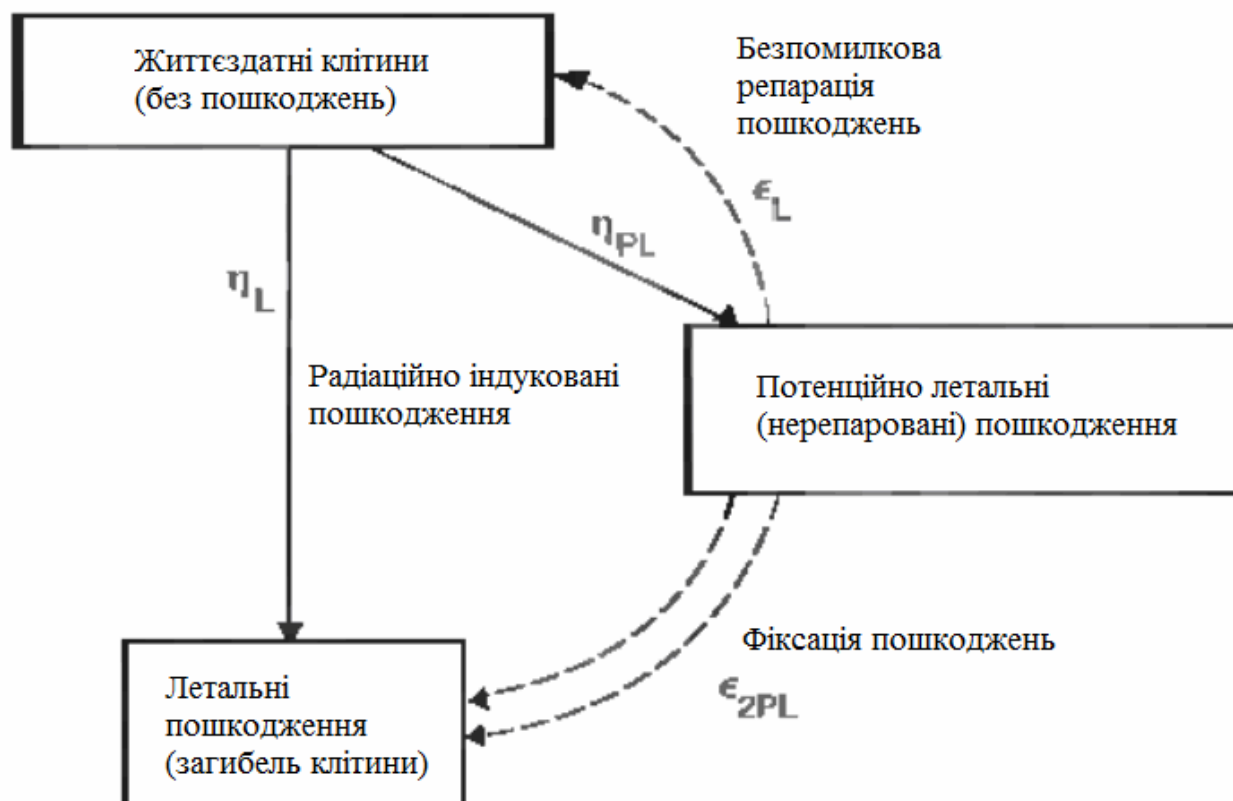 Життєздатні клітини
(без пошкоджень)
Безпомилкова
репарація
пошкоджень
ϵL
ηPL
ηL
Радіаційно індуковані
пошкодження
Потенційно летальні
(нерепаровані) пошкодження
Фіксація пошкоджень
ϵ2PL
Летальні
пошкодження
(загибель клітини)